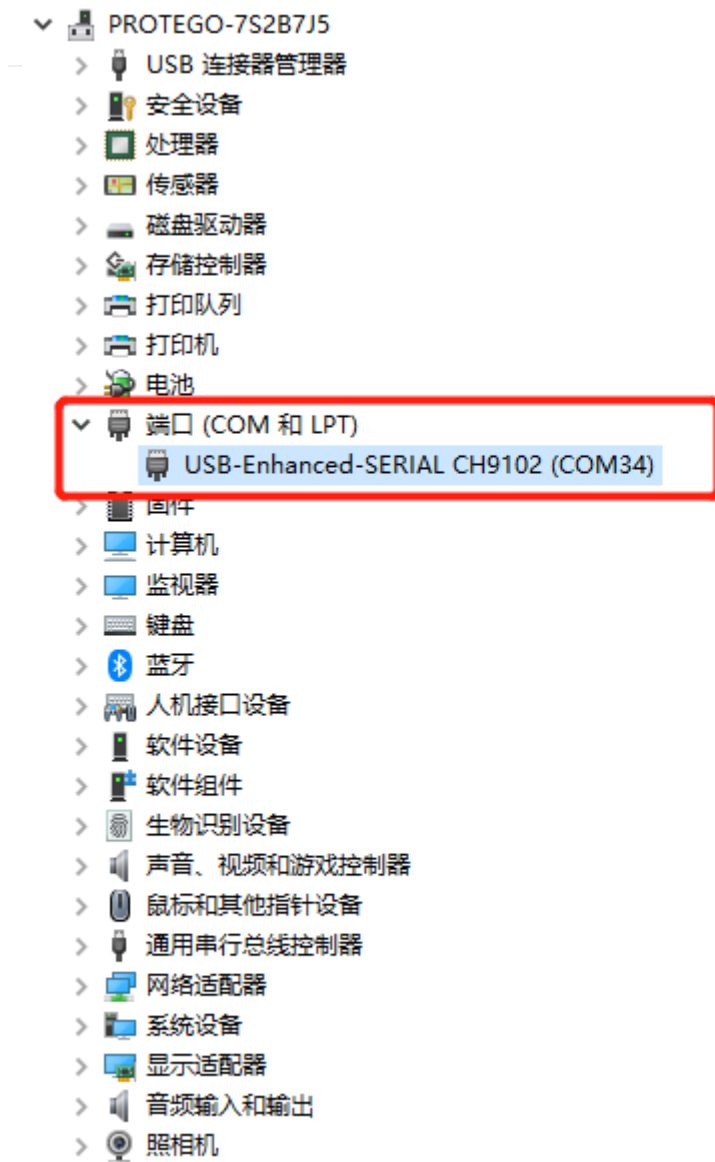 PROTEGO-7S2B7J5
USB 连接器管理器
安全设备
处理器
传感器
磁盘驱动器
存储控制器
打印队列
打印机
电池
端口 (COM 和 LPT)
USB-Enhanced-SERIAL CH9102 (COM34)
固件
计算机
监视器
键盘
蓝牙
人机接口设备
软件设备
软件组件
生物识别设备
声音、视频和游戏控制器
鼠标和其他指针设备
通用串行总线控制器
网络适配器
系统设备
显示适配器
音频输入和输出
照相机